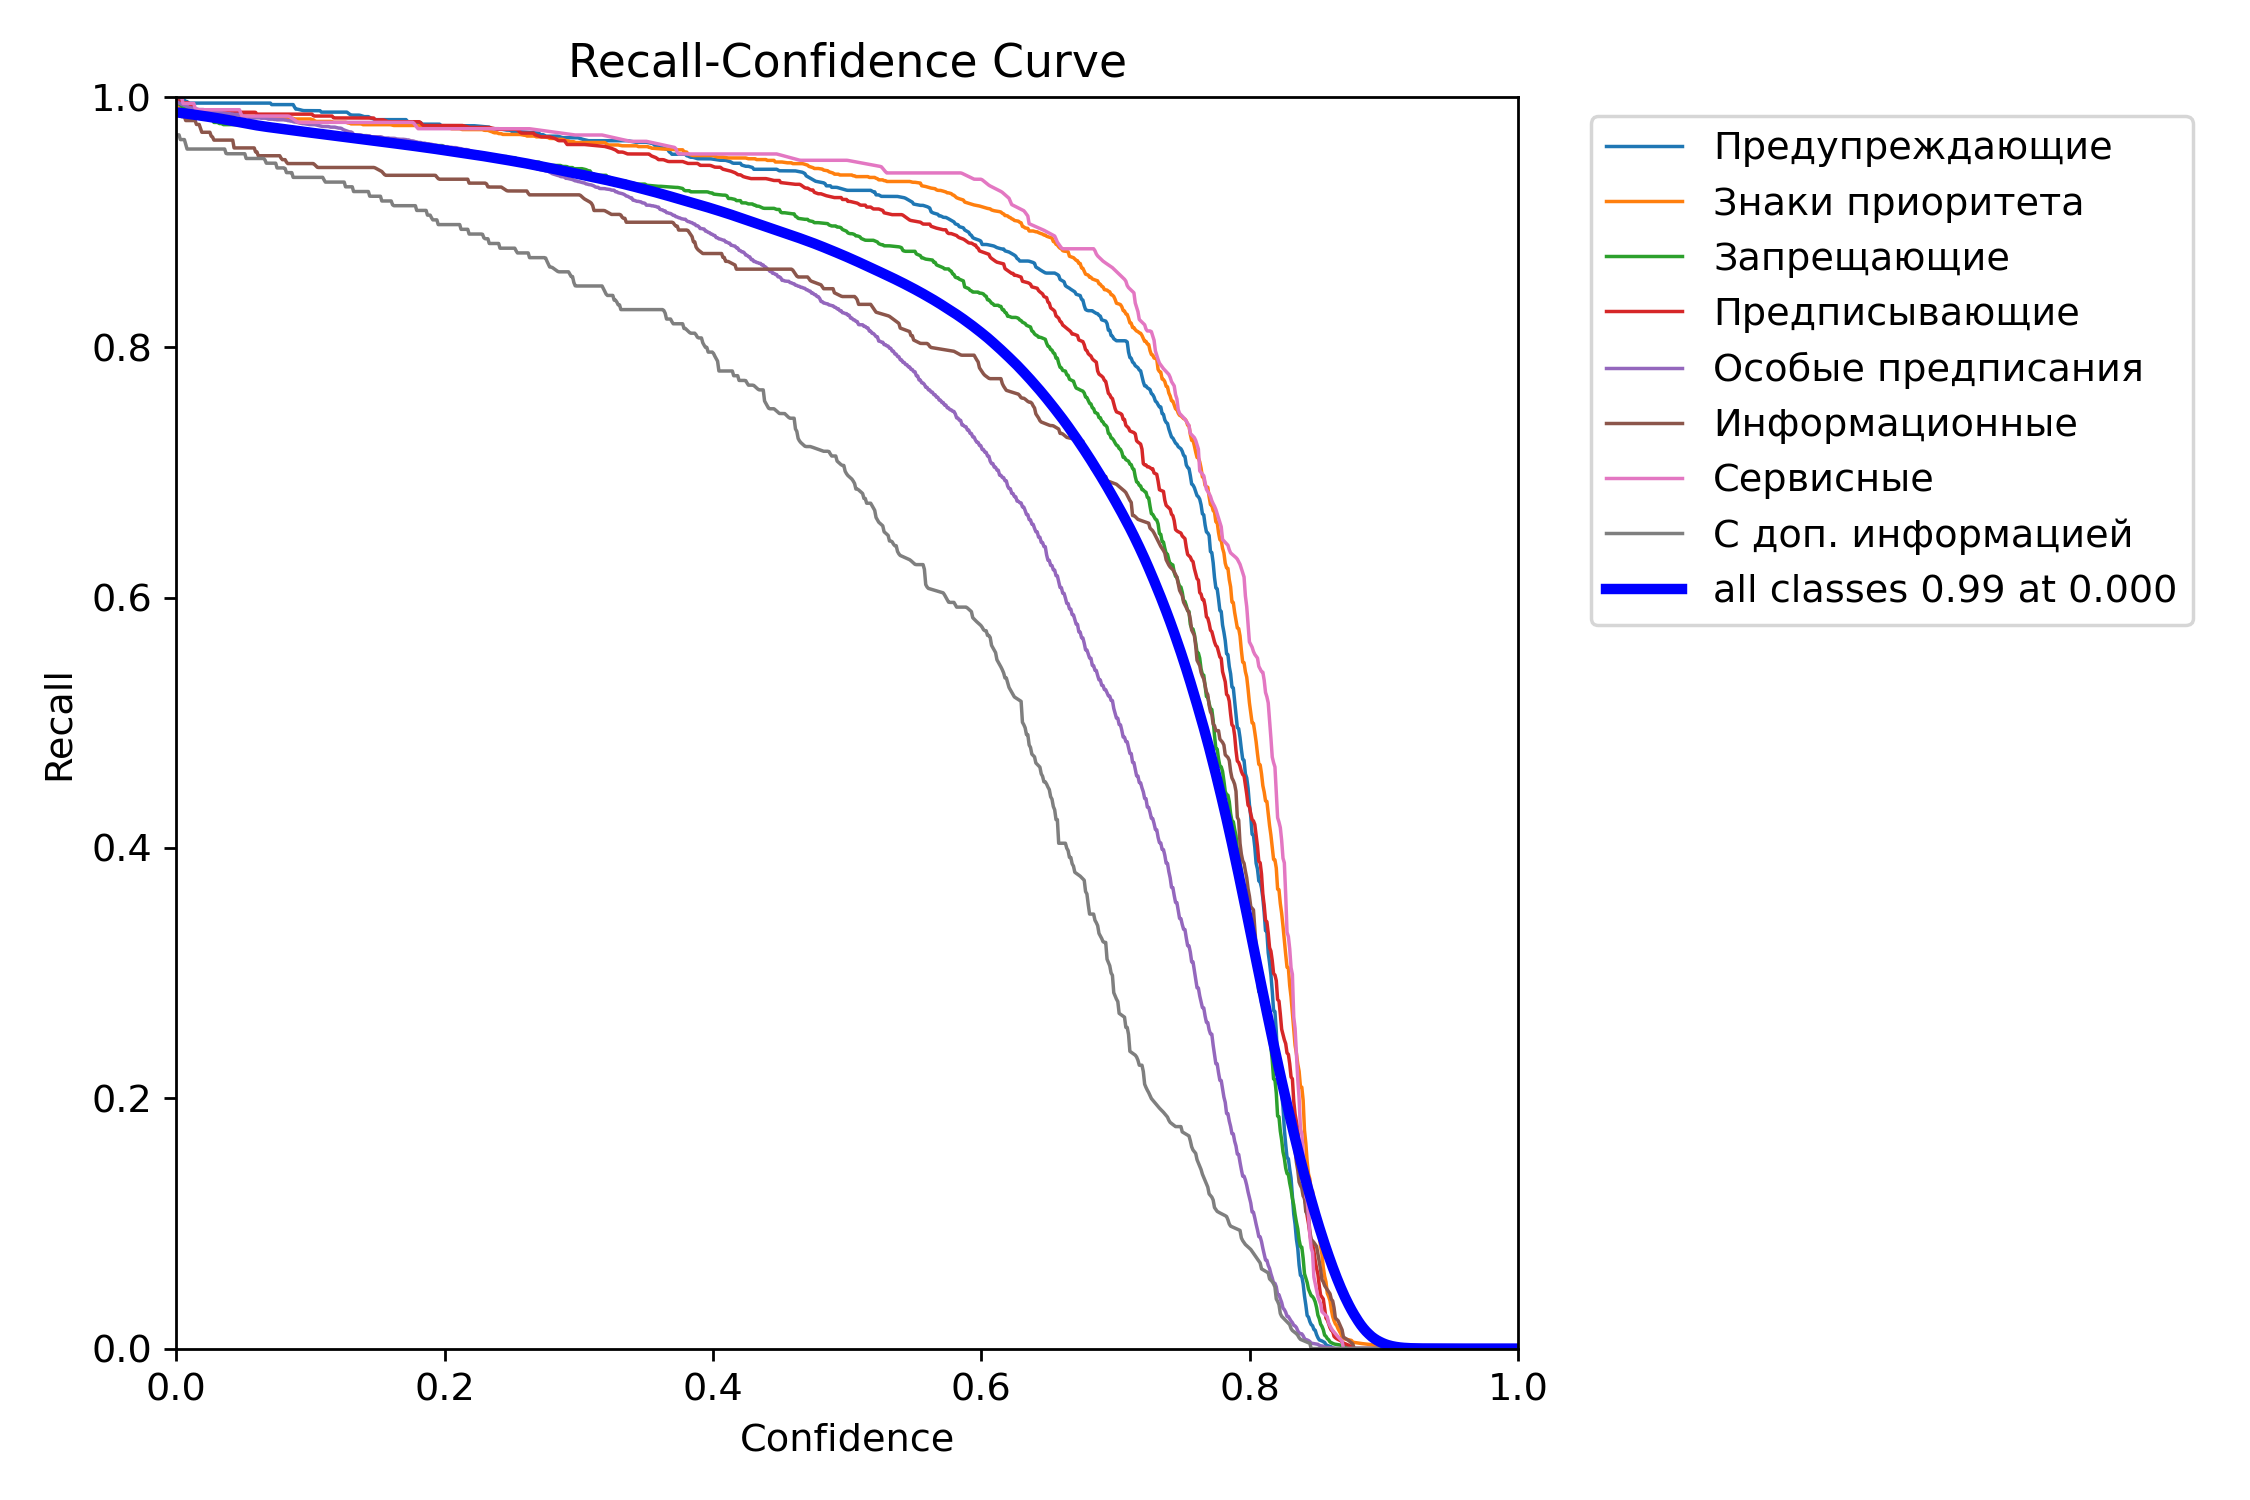 Recall-Confidence Curve
1.0
0.8
0.6
0.4
0.2
0.0
Recall
0.0 0.2 0.4 0.6 0.8 1.0
Confidence
Предупреждающие
Знаки приоритета
Запрещающие
Предписывающие
Особые предписания
Информационные
Сервисные
С доп. информацией
all classes 0.99 at 0.000